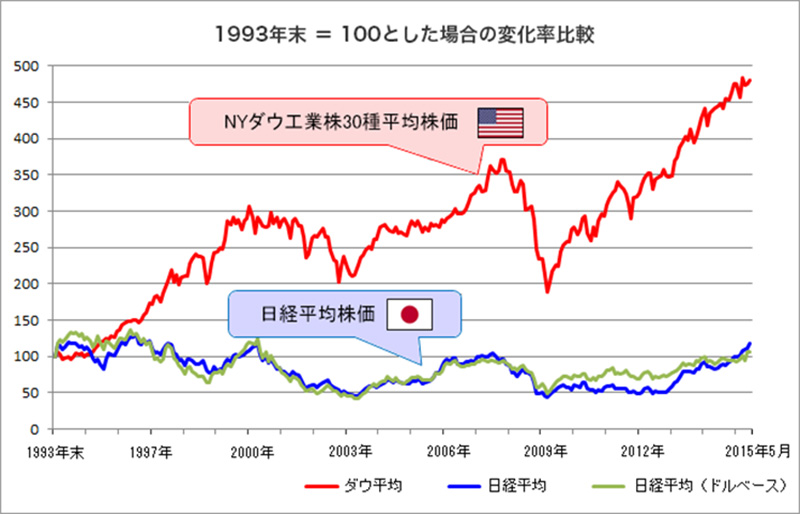 1993年末 = 100とした場合の変化率比較
500
450
400
350
300
250
200
150
100
50
0
NYダウ工業株30種平均株価
日経平均株価
1993年末 1997年 2000年 2003年 2006年 2009年 2012年 2015年5月
ダウ平均 日経平均 日経平均（ドルベース）